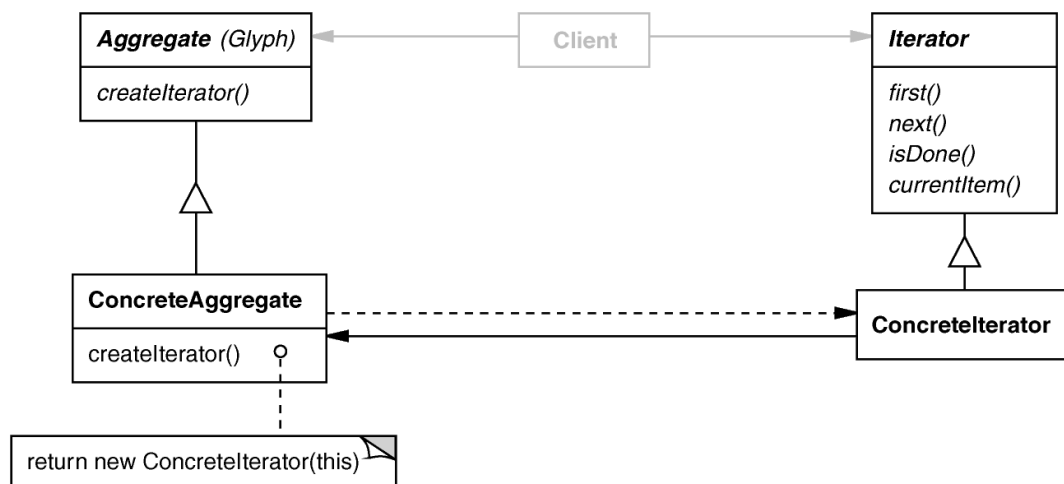 Aggregate (Glyph)
createIterator()
Client
Iterator
first()
next()
isDone()
currentItem()
ConcreteAggregate
createIterator()
ConcreteIterator
return new ConcreteIterator(this)